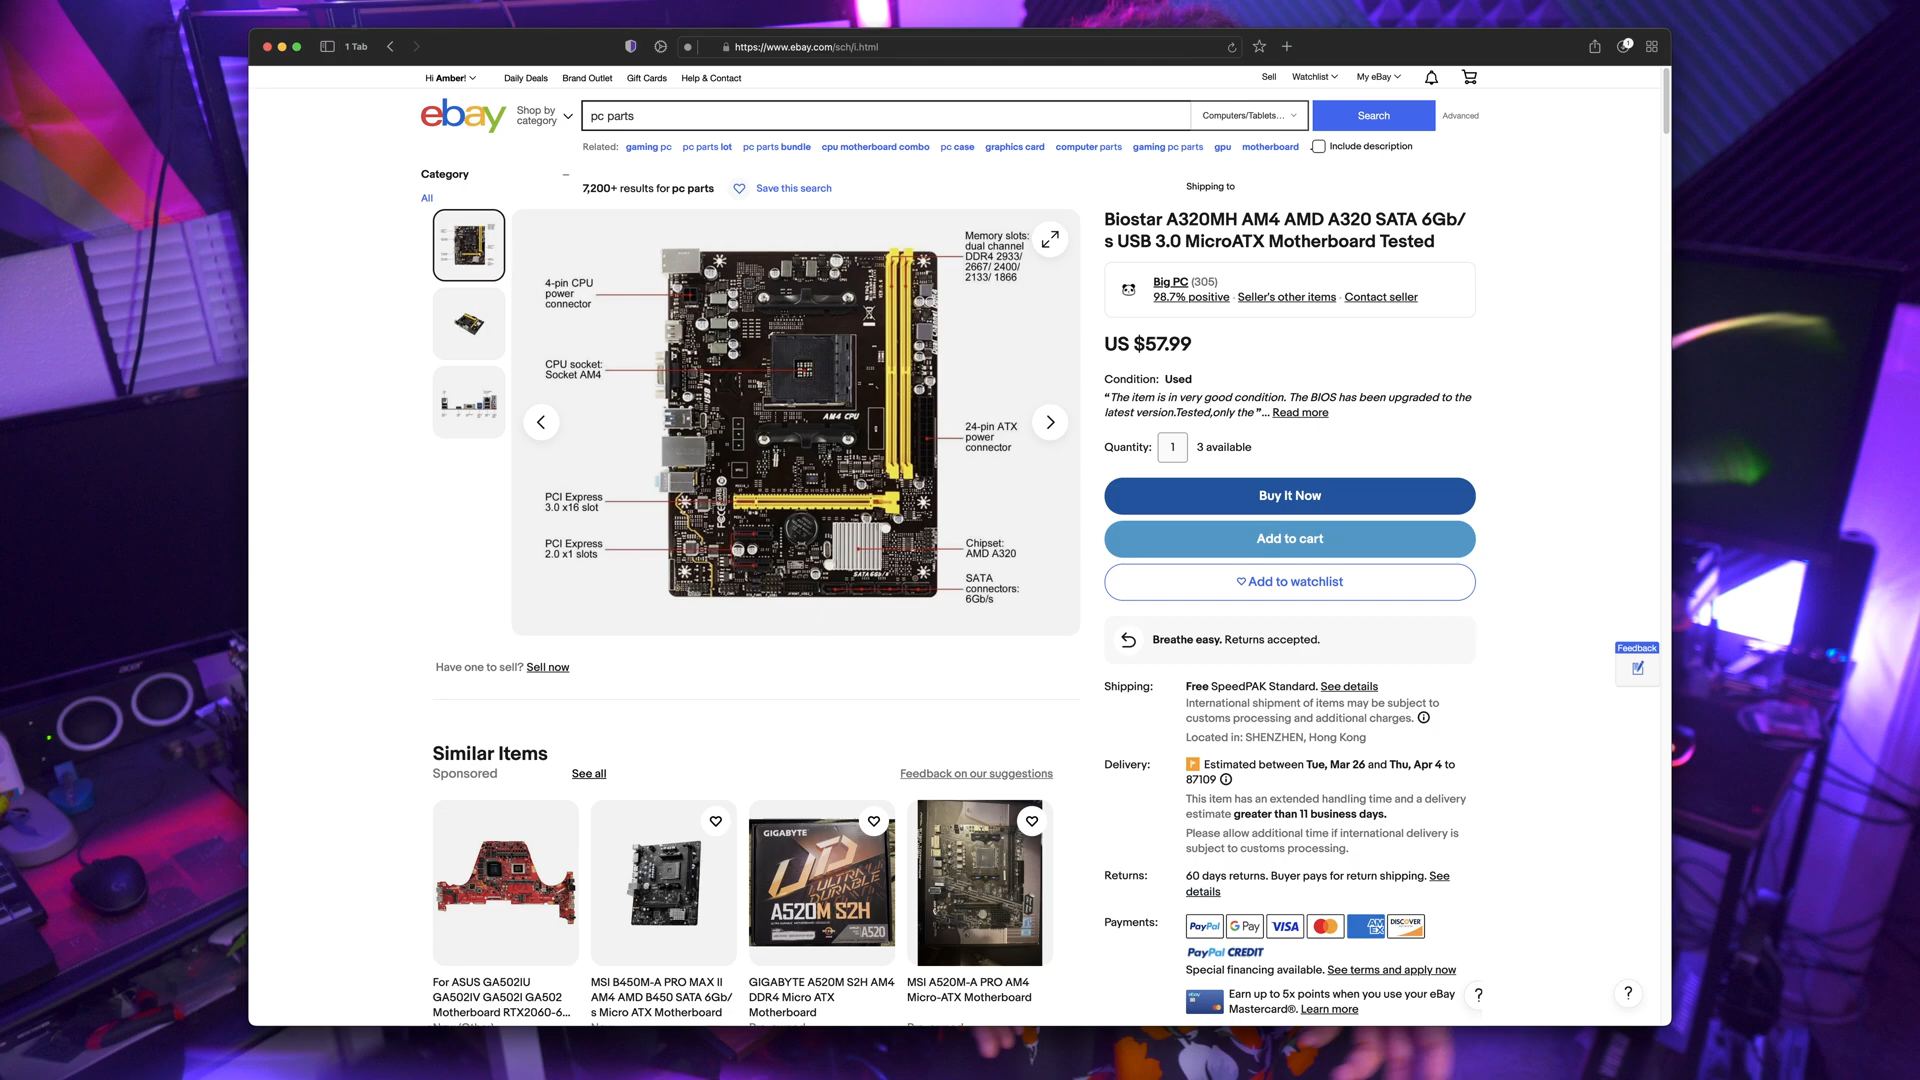 1 Tab
https://www.ebay.com/sch/i.html
Hi Amber!
Daily Deals
Brand Outlet
Gift Cards
Help & Contact
Sell
Watchlist
My eBay
ebay
Shop by
category
pc parts
Computers/Tablets...
Search
Advanced
Related: gaming pc pc parts lot pc parts bundle cpu motherboard combo pc case graphics card computer parts gaming pc parts gpu motherboard
Include description
Category
All
7,200+ results for pc parts
Save this search
Shipping to
4-pin CPU
power
connector
CPU socket:
Socket AM4
PCI Express
3.0 x16 slot
PCI Express
2.0 x1 slots
Memory slots:
dual channel
DDR4 2933/
2667/ 2400/
2133/ 1866
24-pin ATX
power
connector
Chipset:
AMD A320
SATA
connectors:
6Gb/s
AM4 CPU
SATA 6Gb/s
Biostar A320MH AM4 AMD A320 SATA 6Gb/
s USB 3.0 MicroATX Motherboard Tested
Big PC (305)
98.7% positive · Seller's other items · Contact seller
US $57.99
Condition: Used
“The item is in very good condition. The BIOS has been upgraded to the
latest version.Tested,only the”... Read more
Quantity: 1 3 available
Buy It Now
Add to cart
Add to watchlist
Breathe easy. Returns accepted.
Shipping:
Free SpeedPAK Standard. See details
International shipment of items may be subject to
customs processing and additional charges.
Located in: SHENZHEN, Hong Kong
Delivery:
Estimated between Tue, Mar 26 and Thu, Apr 4 to
87109
This item has an extended handling time and a delivery
estimate greater than 11 business days.
Please allow additional time if international delivery is
subject to customs processing.
Returns:
60 days returns. Buyer pays for return shipping. See
details
Payments:
PayPal G Pay VISA AM EX DISCOVER
PayPal CREDIT
Special financing available. See terms and apply now
Earn up to 5x points when you use your eBay
Mastercard®. Learn more
Feedback
Have one to sell? Sell now
Similar Items
Sponsored
See all
Feedback on our suggestions
GIGABYTE
UD
ULTRA
DURABLE
A520M S2H
A520
For ASUS GA502IU
GA502IV GA502I GA502
Motherboard RTX2060-6...
MSI B450M-A PRO MAX II
AM4 AMD B450 SATA 6Gb/
s Micro ATX Motherboard
GIGABYTE A520M S2H AM4
DDR4 Micro ATX
Motherboard
MSI A520M-A PRO AM4
Micro-ATX Motherboard
acer